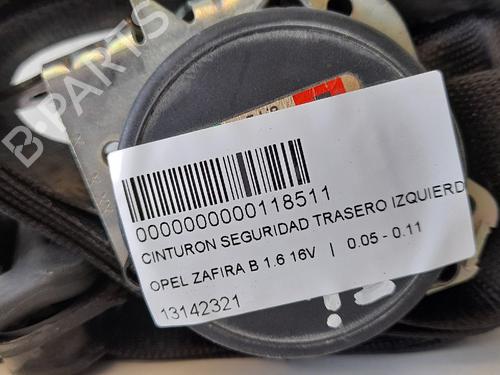 B-PARTS
0000000000118511
CINTURON SEGURIDAD TRASERO IZQUIERD
OPEL ZAFIRA B 1.6 16V | 0.05 - 0.11
13142321